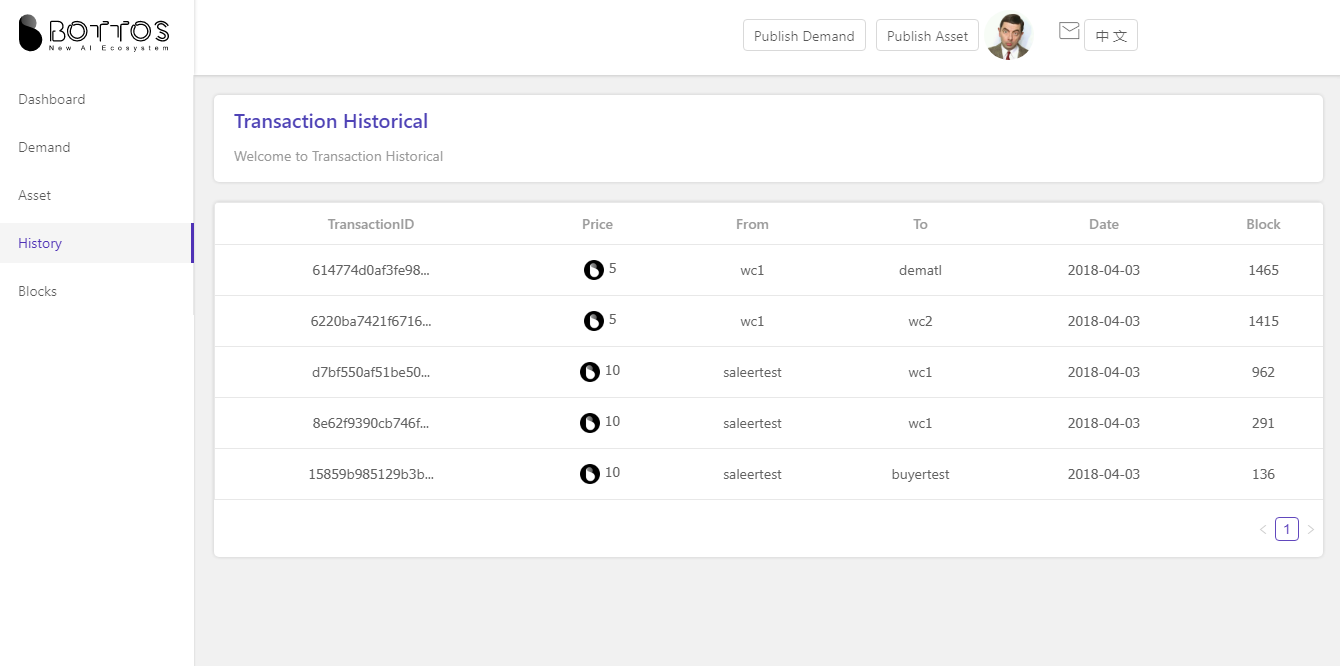 BOTTOS
New AI Ecosystem
Publish Demand
Publish Asset
中文
Dashboard
Demand
Asset
History
Blocks
Transaction Historical
Welcome to Transaction Historical
TransactionID Price From To Date Block
614774d0af3fe98... 5 wc1 dematl 2018-04-03 1465
6220ba7421f6716... 5 wc1 wc2 2018-04-03 1415
d7bf550af51be50... 10 saleertest wc1 2018-04-03 962
8e62f9390cb746f... 10 saleertest wc1 2018-04-03 291
15859b985129b3b... 10 saleertest buyertest 2018-04-03 136
< 1 >